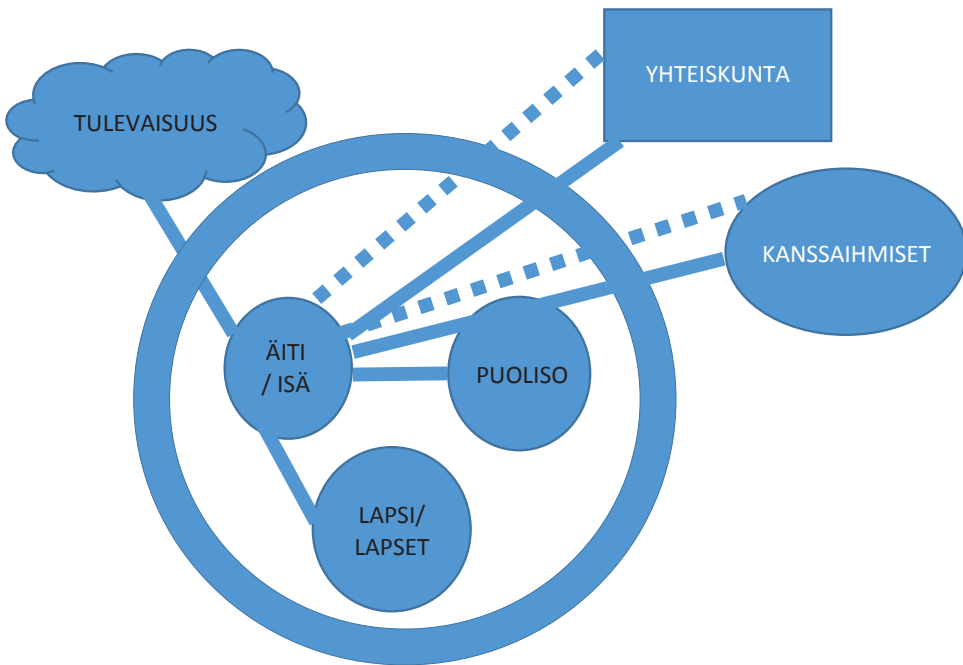 YHTEISKUNTA
TULEVAISUUS
KANSSAIHMISET
ÄITI
/ ISÄ
PUOLISO
LAPSI/
LAPSET